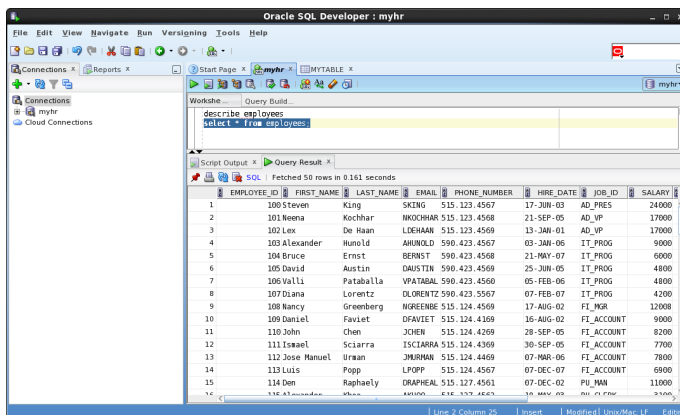 Oracle SQL Developer : myhr
File Edit View Navigate Run Versioning Tools Help
Connections Reports
Start Page myhr MYTABLE
myhr
Connections
myhr
Cloud Connections
Workshe... Query Build...
describe employees
select * from employees;
Script Output Query Result
SQL | Fetched 50 rows in 0.161 seconds
EMPLOYEE_ID FIRST_NAME LAST_NAME EMAIL PHONE_NUMBER HIRE_DATE JOB_ID SALARY
1 100 Steven King SKING 515.123.4567 17-JUN-03 AD_PRES 24000
2 101 Neena Kochhar NKOCHHAR 515.123.4568 21-SEP-05 AD_VP 17000
3 102 Lex De Haan LDEHAAN 515.123.4569 13-JAN-01 AD_VP 17000
4 103 Alexander Hunold AHUNOLD 590.423.4567 03-JAN-06 IT_PROG 9000
5 104 Bruce Ernst BERNST 590.423.4568 21-MAY-07 IT_PROG 6000
6 105 David Austin DAUSTIN 590.423.4569 25-JUN-05 IT_PROG 4800
7 106 Valli Pataballa VPATABAL 590.423.4560 05-FEB-06 IT_PROG 4800
8 107 Diana Lorentz DLORENTZ 590.423.5567 07-FEB-07 IT_PROG 4200
9 108 Nancy Greenberg NGREENBE 515.124.4569 17-AUG-02 FI_MGR 12008
10 109 Daniel Faviet DFAVIET 515.124.4169 16-AUG-02 FI_ACCOUNT 9000
11 110 John Chen JCHEN 515.124.4269 28-SEP-05 FI_ACCOUNT 8200
12 111 Ismael Sciarra ISCIARRA 515.124.4369 30-SEP-05 FI_ACCOUNT 7700
13 112 Jose Manuel Urman JMURMAN 515.124.4469 07-MAR-06 FI_ACCOUNT 7800
14 113 Luis Popp LPOPP 515.124.4567 07-DEC-07 FI_ACCOUNT 6900
15 114 Den Raphaely DRAPHEAL 515.127.4561 07-DEC-02 PU_MAN 11000
Line 2 Column 25 | Insert | Modified | Unix/Mac LF Editi